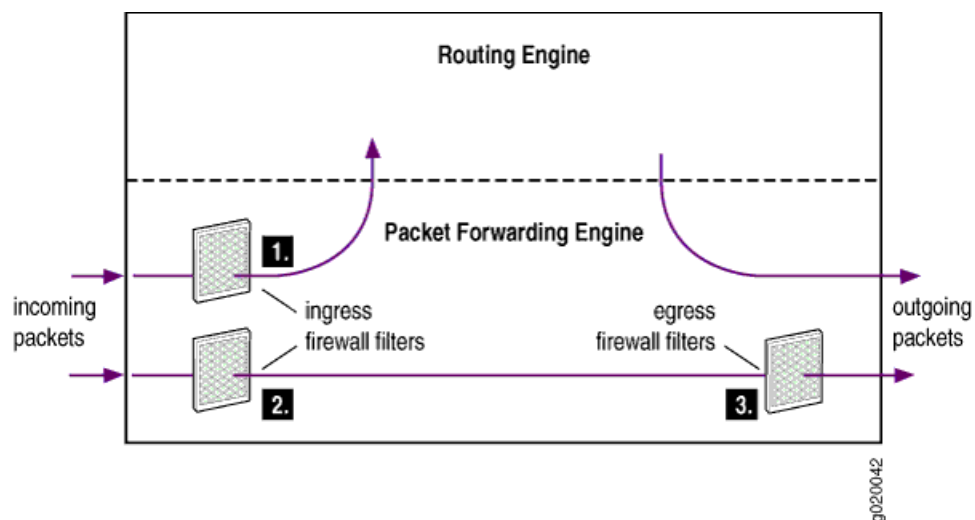 Routing Engine
Packet Forwarding Engine
1.
incoming
packets
ingress
firewall filters
egress
firewall filters
outgoing
packets
2.
3.
g020042